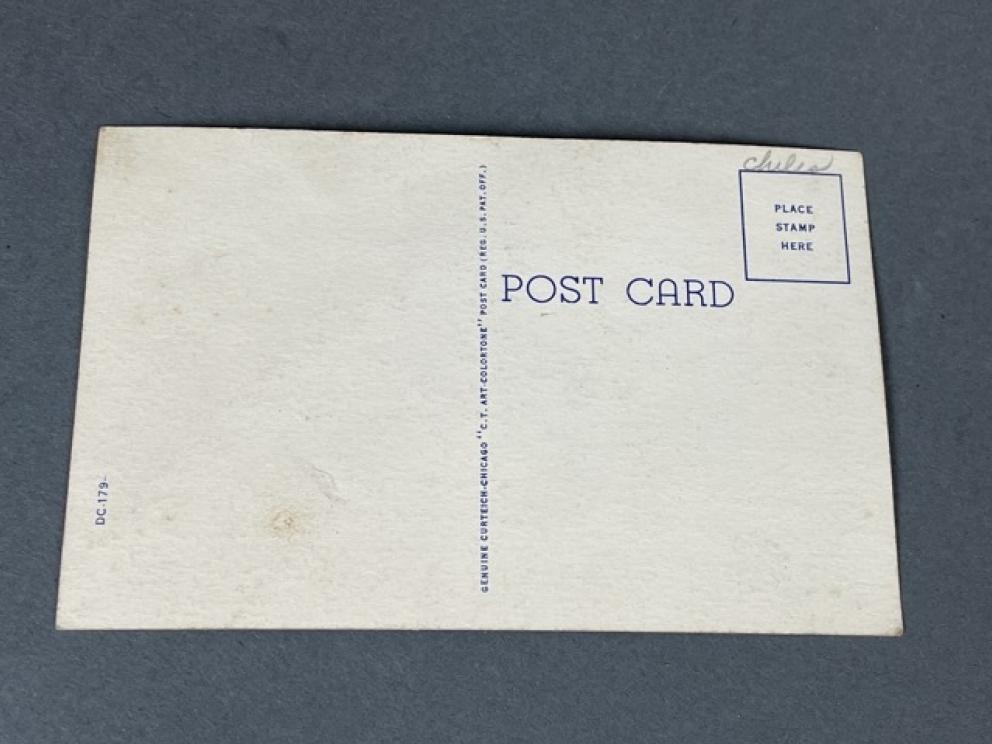 DC-179-
GENUINE CURTEICH-CHICAGO "C.T. ART-COLORTONE" POST CARD (REG. U.S. PAT. OFF.)
POST CARD
PLACE
STAMP
HERE